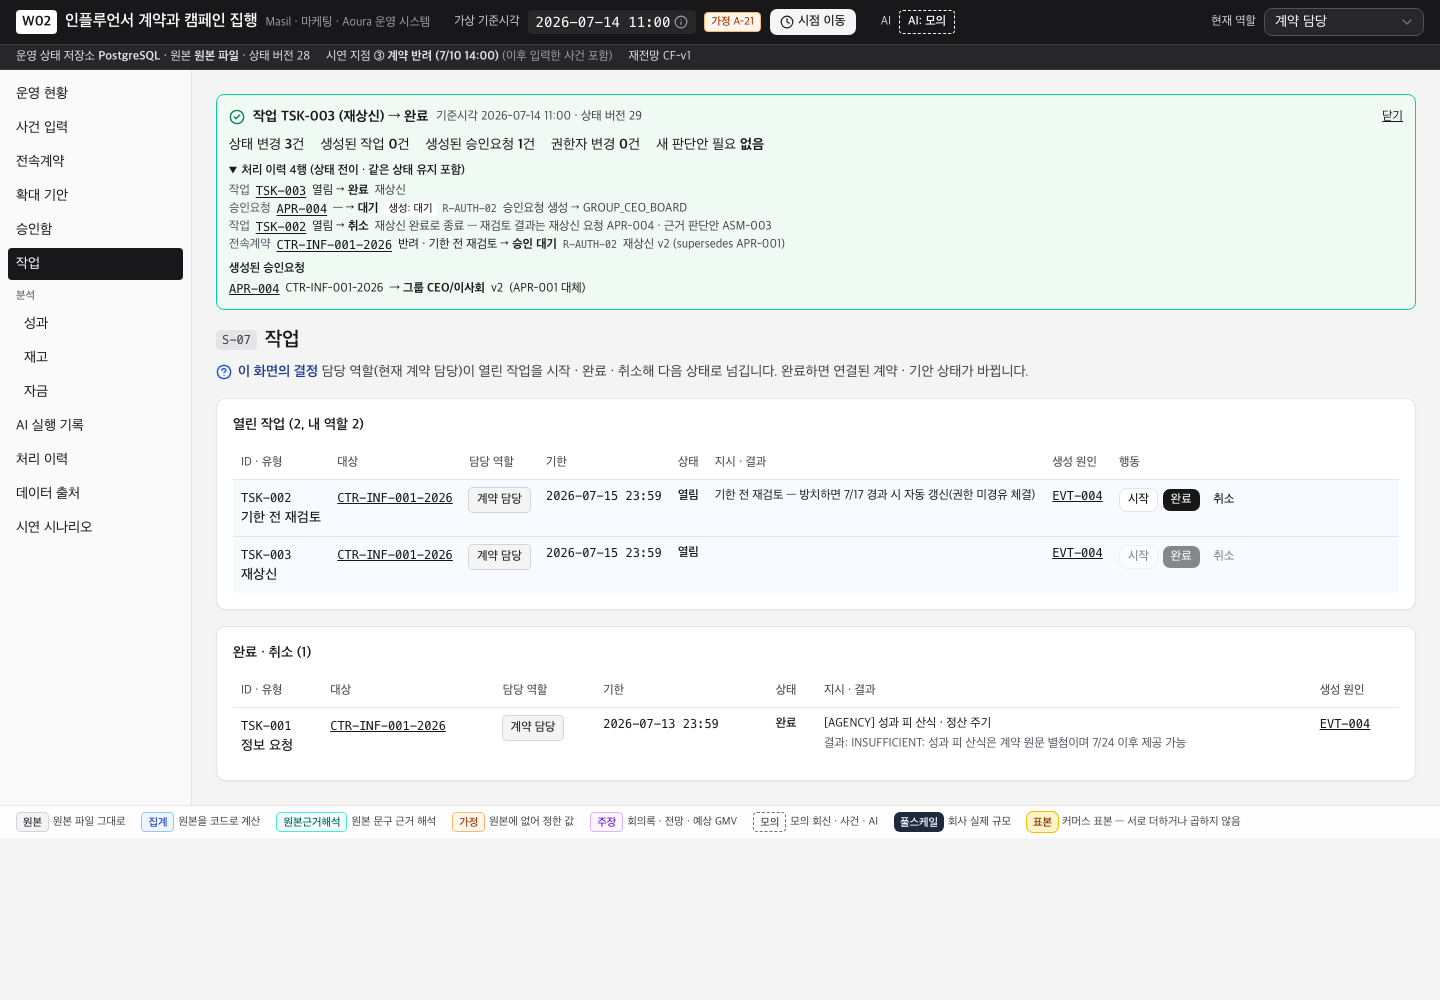 W02 인플루언서 계약과 캠페인 집행 Masil · 마케팅 · Aoura 운영 시스템 가상 기준시각 2026-07-14 11:00 가정 A-21 시점 이동 AI AI: 모의 현재 역할 계약 담당
운영 상태 저장소 PostgreSQL · 원본 원본 파일 · 상태 버전 28 시연 지점 ③ 계약 반려 (7/10 14:00) (이후 입력한 사건 포함) 재전망 CF-v1
운영 현황
사건 입력
전속계약
확대 기안
승인함
작업
분석
성과
재고
자금
AI 실행 기록
처리 이력
데이터 출처
시연 시나리오
작업 TSK-003 (재상신) → 완료 기준시각 2026-07-14 11:00 · 상태 버전 29 닫기
상태 변경 3건 생성된 작업 0건 생성된 승인요청 1건 권한자 변경 0건 새 판단안 필요 없음
▼ 처리 이력 4행 (상태 전이 · 같은 상태 유지 포함)
작업 TSK-003 열림 → 완료 재상신
승인요청 APR-004 — → 대기 생성: 대기 R-AUTH-02 승인요청 생성 → GROUP_CEO_BOARD
작업 TSK-002 열림 → 취소 재상신 완료로 종료 — 재검토 결과는 재상신 요청 APR-004 · 근거 판단안 ASM-003
전속계약 CTR-INF-001-2026 반려 · 기한 전 재검토 → 승인 대기 R-AUTH-02 재상신 v2 (supersedes APR-001)
생성된 승인요청
APR-004 CTR-INF-001-2026 → 그룹 CEO/이사회 v2 (APR-001 대체)
S-07 작업
이 화면의 결정 담당 역할(현재 계약 담당)이 열린 작업을 시작 · 완료 · 취소해 다음 상태로 넘깁니다. 완료하면 연결된 계약 · 기안 상태가 바뀝니다.
열린 작업 (2, 내 역할 2)
ID · 유형 대상 담당 역할 기한 상태 지시 · 결과 생성 원인 행동
TSK-002 CTR-INF-001-2026 계약 담당 2026-07-15 23:59 열림 기한 전 재검토 — 방치하면 7/17 경과 시 자동 갱신(권한 미경유 체결) EVT-004 시작 완료 취소
기한 전 재검토
TSK-003 CTR-INF-001-2026 계약 담당 2026-07-15 23:59 열림 EVT-004 시작 완료 취소
재상신
완료 · 취소 (1)
ID · 유형 대상 담당 역할 기한 상태 지시 · 결과 생성 원인
TSK-001 CTR-INF-001-2026 계약 담당 2026-07-13 23:59 완료 [AGENCY] 성과 피 산식 · 정산 주기 EVT-004
정보 요청 결과: INSUFFICIENT: 성과 피 산식은 계약 원문 별첨이며 7/24 이후 제공 가능
원본 원본 파일 그대로 집계 원본을 코드로 계산 원본근거해석 원본 문구 근거 해석 가정 원본에 없어 정한 값 주장 회의록 · 전망 · 예상 GMV 모의 모의 회신 · 사건 · AI 풀스케일 회사 실제 규모 표본 커머스 표본 — 서로 더하거나 곱하지 않음